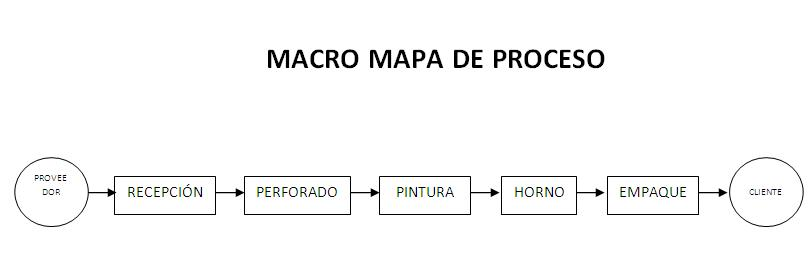 MACRO MAPA DE PROCESO
PROVEE
DOR
RECEPCIÓN
PERFORADO
PINTURA
HORNO
EMPAQUE
CLIENTE